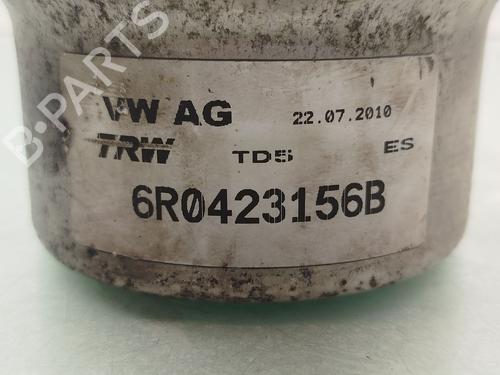 VW AG 22.07.2010
TRW TD5 ES
6R0423156B
B-PARTS